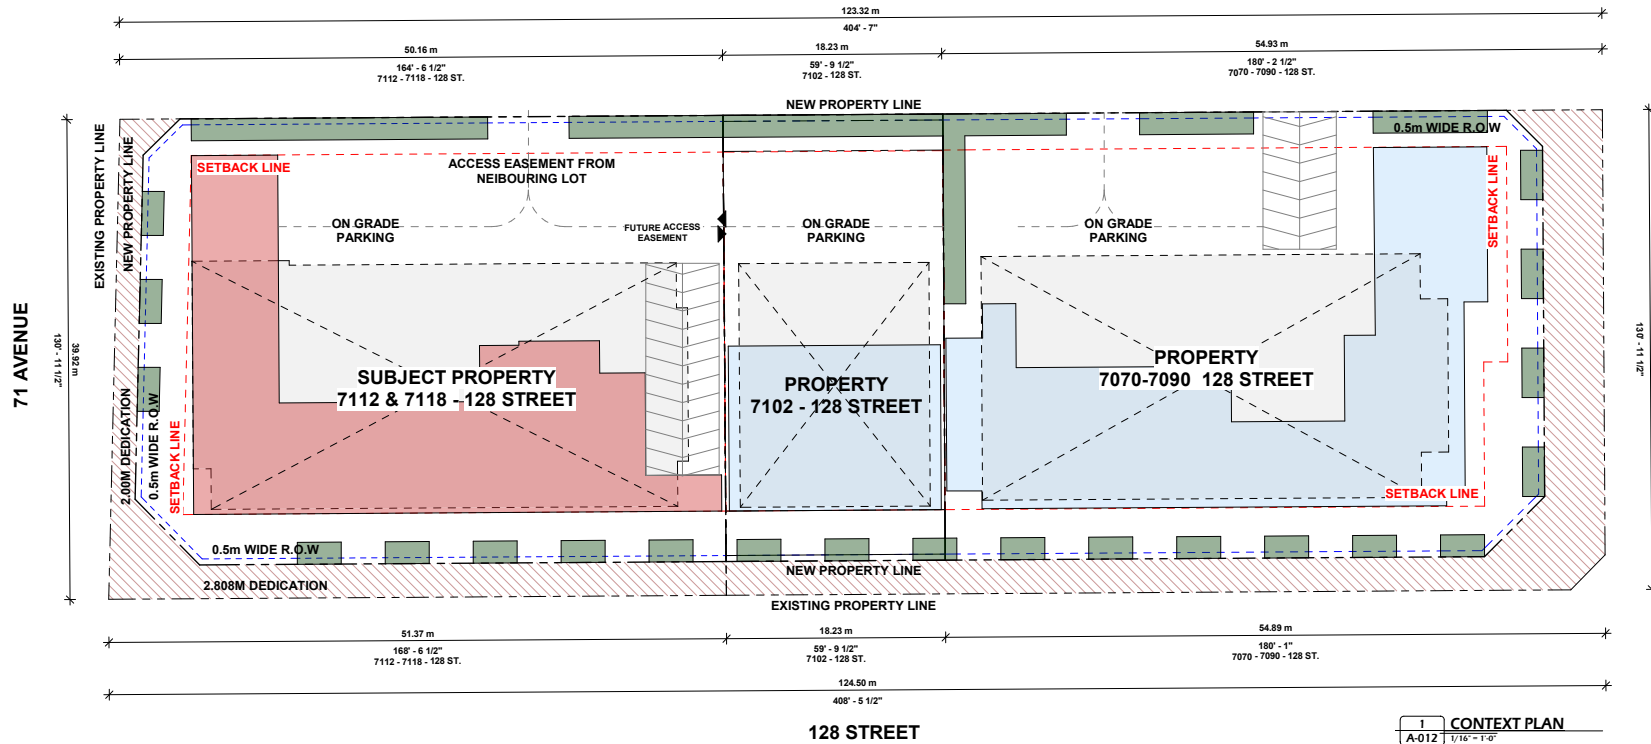 123.32 m
404' - 7"
50.16 m
18.23 m
54.93 m
164' - 6 1/2"
59' - 9 1/2"
180' - 2 1/2"
7112 - 7118 - 128 ST.
7102 - 128 ST.
7070 - 7090 - 128 ST.
NEW PROPERTY LINE
0.5m WIDE R.O.W
EXISTING PROPERTY LINE
NEW PROPERTY LINE
SETBACK LINE
ACCESS EASEMENT FROM
NEIBOURING LOT
SETBACK LINE
ON GRADE
PARKING
FUTURE ACCESS
EASEMENT
ON GRADE
PARKING
ON GRADE
PARKING
71 AVENUE
39.92 m
130' - 11 1/2"
130' - 11 1/2"
SUBJECT PROPERTY
7112 & 7118 - 128 STREET
PROPERTY
7102 - 128 STREET
PROPERTY
7070-7090 128 STREET
2.00M DEDICATION
0.5m WIDE R.O.W
SETBACK LINE
SETBACK LINE
0.5m WIDE R.O.W
2.808M DEDICATION
NEW PROPERTY LINE
EXISTING PROPERTY LINE
51.37 m
18.23 m
54.89 m
168' - 6 1/2"
59' - 9 1/2"
180' - 1"
7112 - 7118 - 128 ST.
7102 - 128 ST.
7070 - 7090 - 128 ST.
124.50 m
408' - 5 1/2"
128 STREET
1
A-012
CONTEXT PLAN
1/16" = 1'-0"